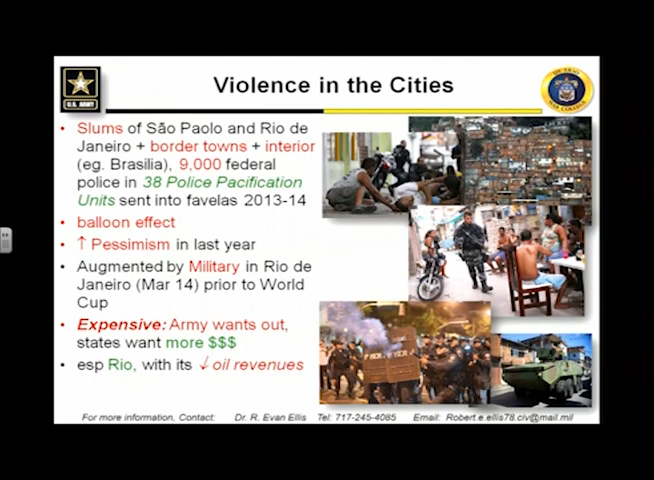 U.S. ARMY
Violence in the Cities
• Slums of São Paolo and Rio de
Janeiro + border towns + interior
(eg. Brasilia), 9,000 federal
police in 38 Police Pacification
Units sent into favelas 2013-14
• balloon effect
• ↑ Pessimism in last year
• Augmented by Military in Rio de
Janeiro (Mar 14) prior to World
Cup
• Expensive: Army wants out,
states want more $$$
• esp Rio, with its ↓ oil revenues
For more information, Contact: Dr. R. Evan Ellis Tel: 717-245-4085 Email: Robert.e.ellis78.civ@mail.mil